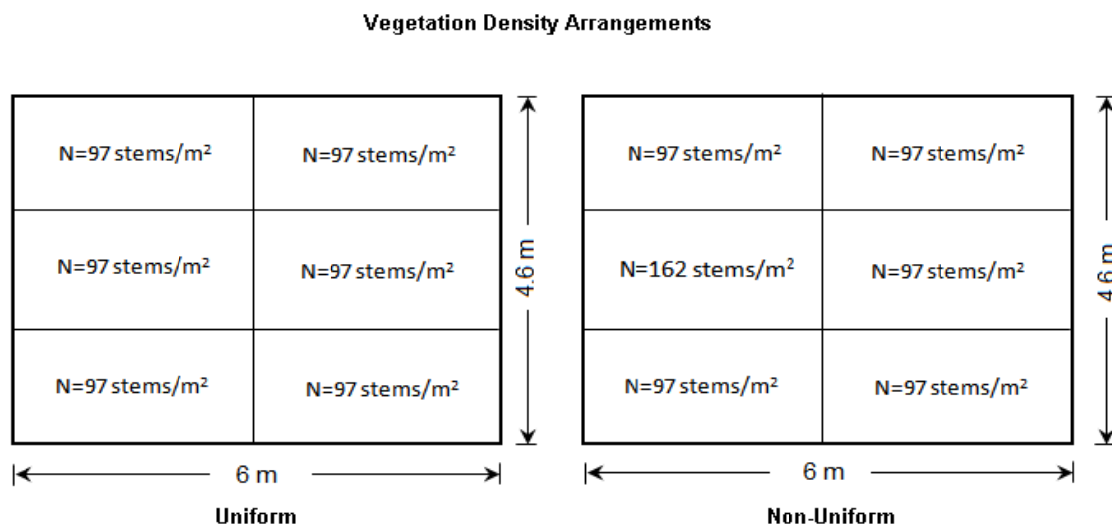 Vegetation Density Arrangements
N=97 stems/m²
N=97 stems/m²
N=97 stems/m²
N=97 stems/m²
N=97 stems/m²
N=97 stems/m²
4.6 m
6 m
Uniform
N=97 stems/m²
N=97 stems/m²
N=162 stems/m²
N=97 stems/m²
N=97 stems/m²
N=97 stems/m²
4.6 m
6 m
Non-Uniform